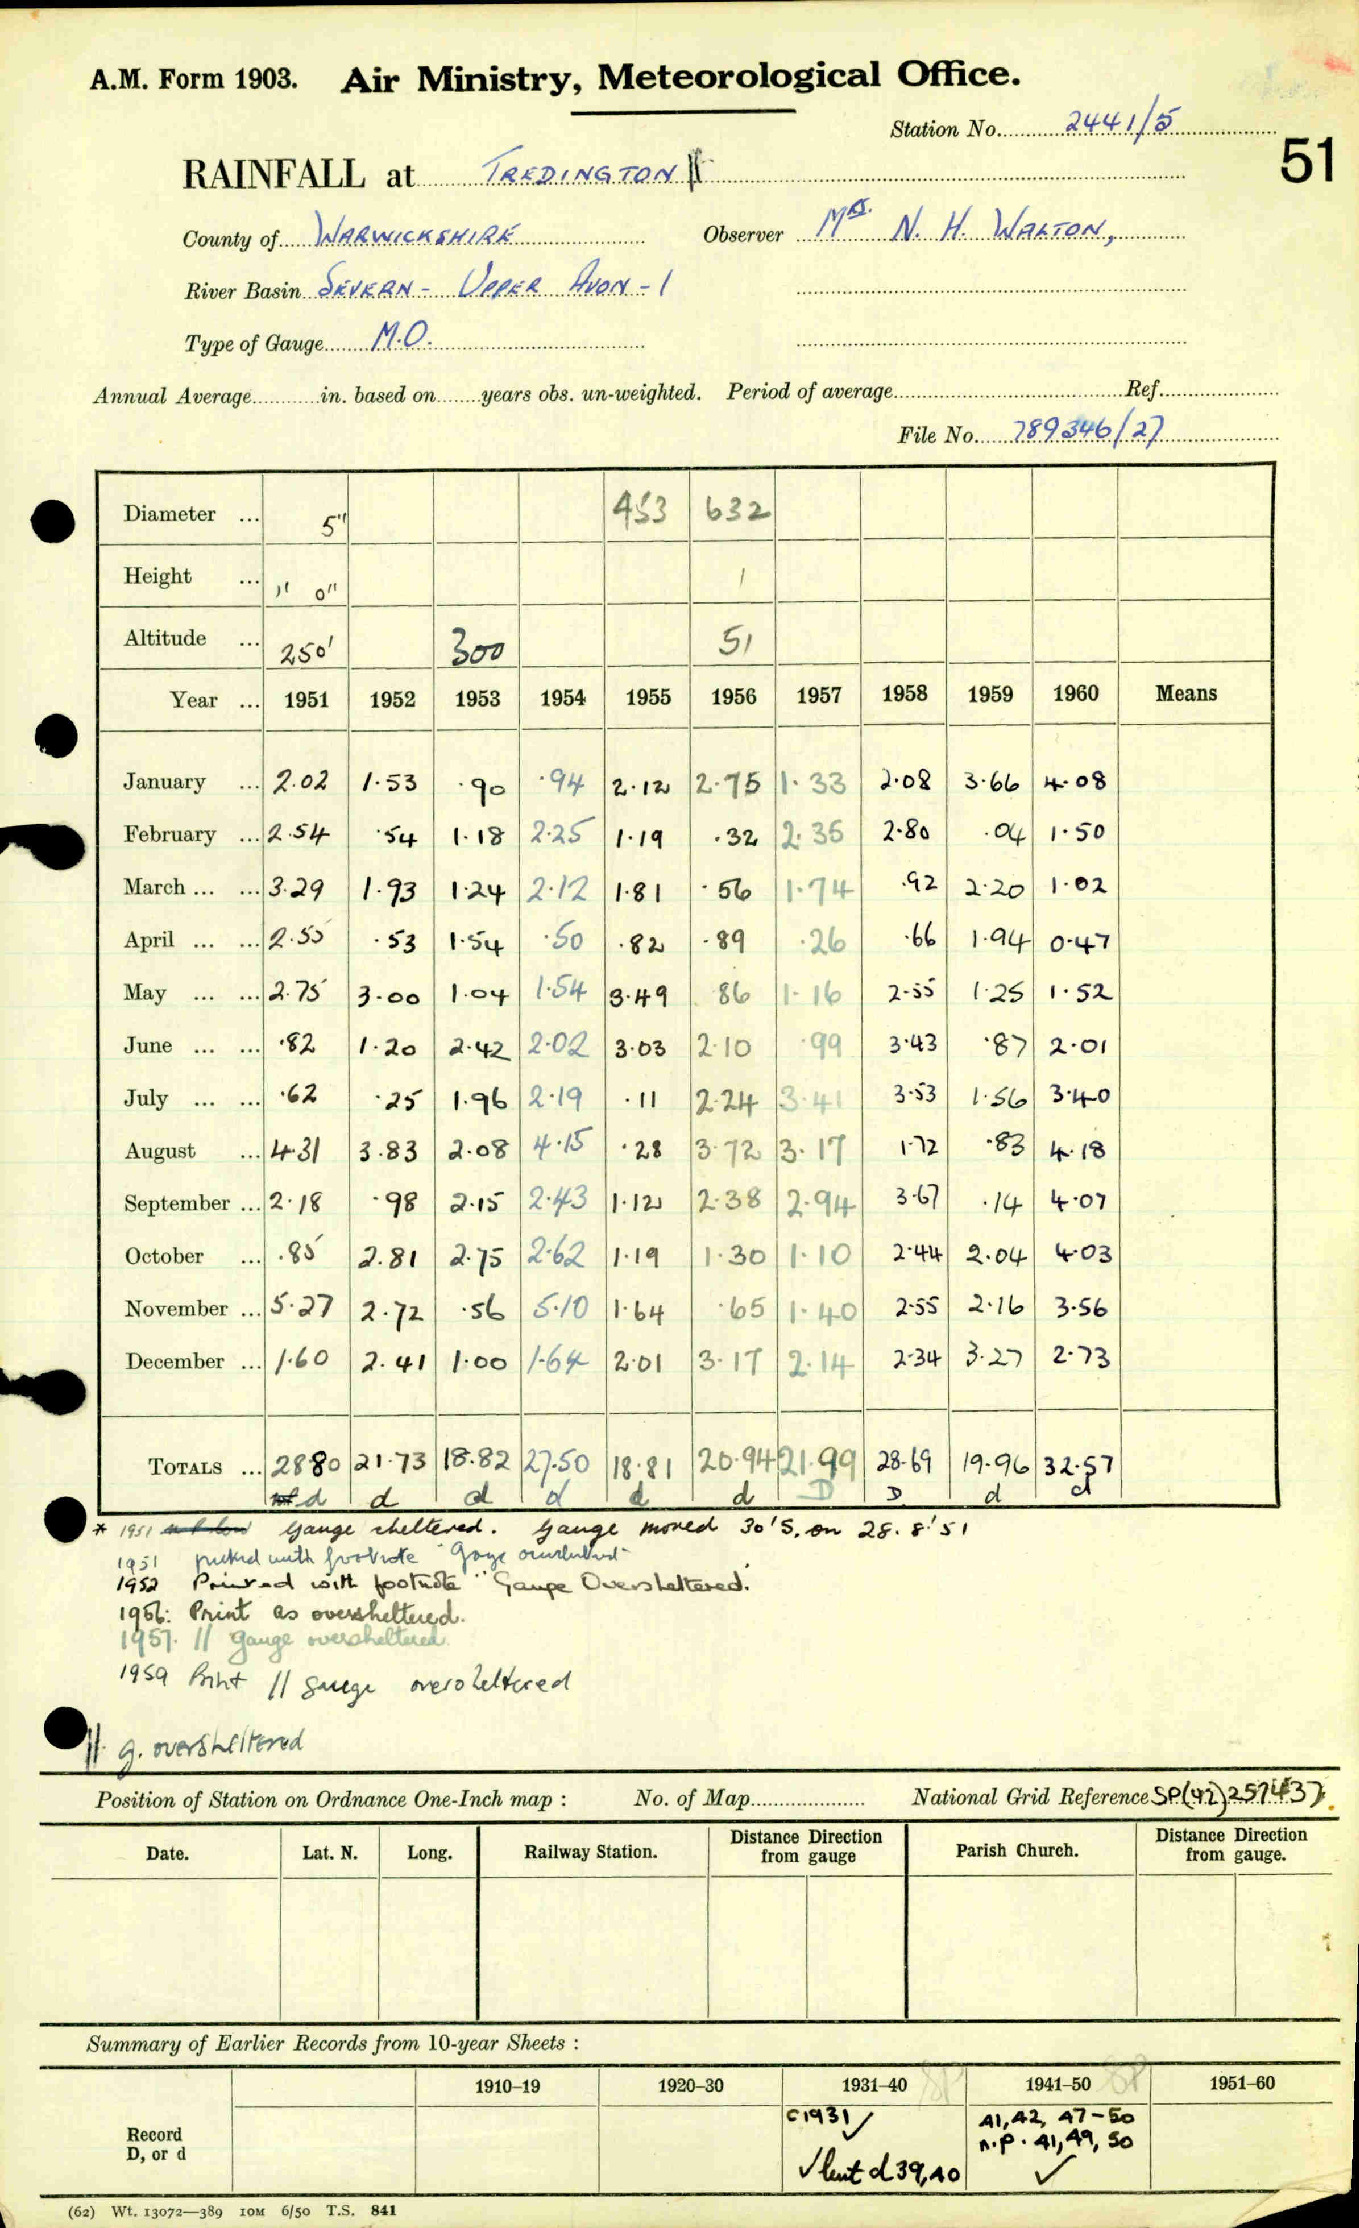 A.M. Form 1903. Air Ministry, Meteorological Office.
Station No. 2441/5
51
RAINFALL at TREDINGTON ||
County of WARWICKSHIRE Observer Mrs. N. H. WALTON,
River Basin SEVERN - UPPER AVON - 1
Type of Gauge M.O.
Annual Average in. based on years obs. un-weighted. Period of average Ref.
File No. 789346/27
Diameter ... 5" 453 632
Height ... 1' 0" 1
Altitude ... 250' 300 51
Year ... 1951 1952 1953 1954 1955 1956 1957 1958 1959 1960 Means
January ... 2.02 1.53 .90 .94 2.12 2.75 1.33 2.08 3.66 4.08
February ... 2.54 .54 1.18 2.25 1.19 .32 2.35 2.80 .04 1.50
March ... ... 3.29 1.93 1.24 2.12 1.81 .56 1.74 .92 2.20 1.02
April ... ... 2.55 .53 1.54 .50 .82 .89 .26 .66 1.94 0.47
May ... ... 2.75 3.00 1.04 1.54 3.49 86 1.16 2.55 1.25 1.52
June ... ... .82 1.20 2.42 2.02 3.03 2.10 .99 3.43 .87 2.01
July ... ... .62 .25 1.96 2.19 .11 2.24 3.41 3.53 1.56 3.40
August ... 4.31 3.83 2.08 4.15 .28 3.72 3.17 1.72 .83 4.18
September ... 2.18 .98 2.15 2.43 1.12 2.38 2.94 3.67 .14 4.07
October ... .85 2.81 2.75 2.62 1.19 1.30 1.10 2.44 2.04 4.03
November ... 5.27 2.72 .56 5.10 1.64 .65 1.40 2.55 2.16 3.56
December ... 1.60 2.41 1.00 1.64 2.01 3.17 2.14 2.34 3.27 2.73
TOTALS ... 28.80 21.73 18.82 27.50 18.81 20.94 21.99 28.69 19.96 32.57
d d d d d d D D d d
* 1951 Gauge sheltered. Gauge moved 30' S. on 28.8.'51
1951 with footnote "Gauge
1952 Printed with footnote "Gauge Oversheltered."
1956: Print as oversheltered.
1957. || gauge oversheltered.
1959 Print || gauge oversheltered
||. g. oversheltered
Position of Station on Ordnance One-Inch map : No. of Map National Grid Reference SP(42)257437.
Date. Lat. N. Long. Railway Station. Distance Direction from gauge Parish Church. Distance Direction from gauge.
Summary of Earlier Records from 10-year Sheets :
1910–19 1920–30 1931–40 SP 1941–50 SP 1951–60
Record D, or d
c1931 ✓
✓ but d 39,40
41,42, 47-50
n.p. 41,49,50
✓
(62) Wt. 13072—389 10M 6/50 T.S. 841